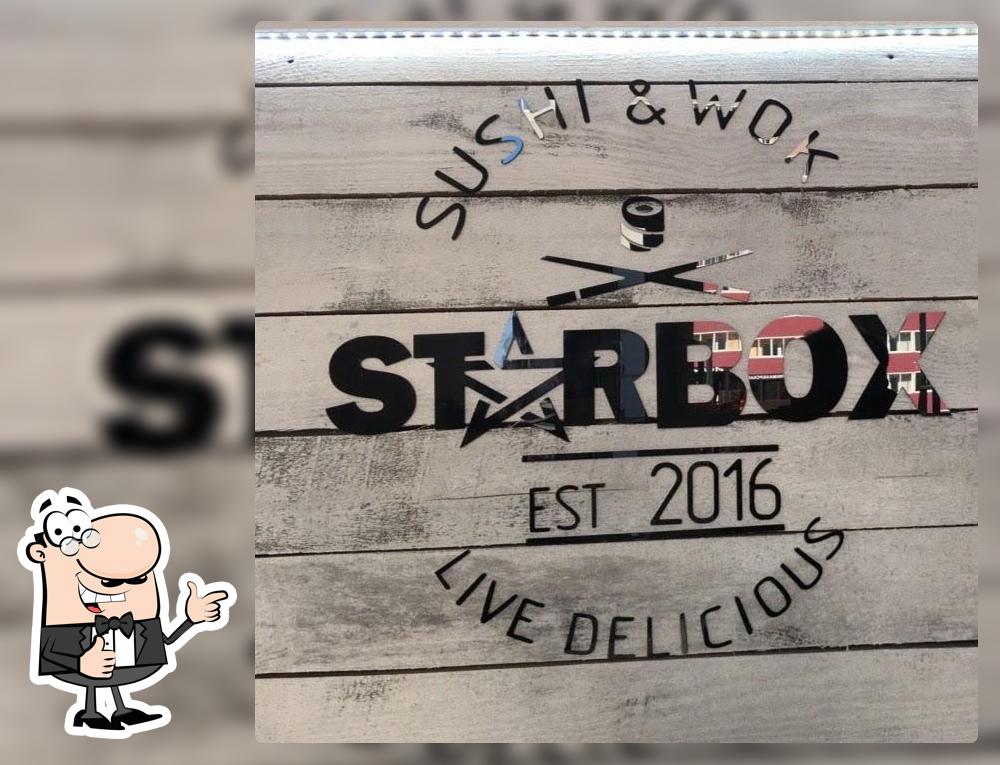 SUSHI & WOK
STARBOX
EST 2016
LIVE DELICIOUS